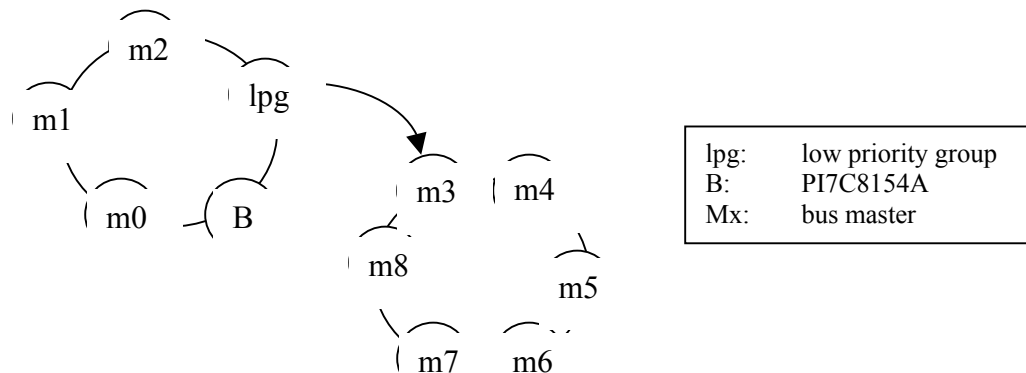 m2
lpg
m1
m0
B
m3
m4
m8
m5
m7
m6
lpg: low priority group
B: PI7C8154A
Mx: bus master